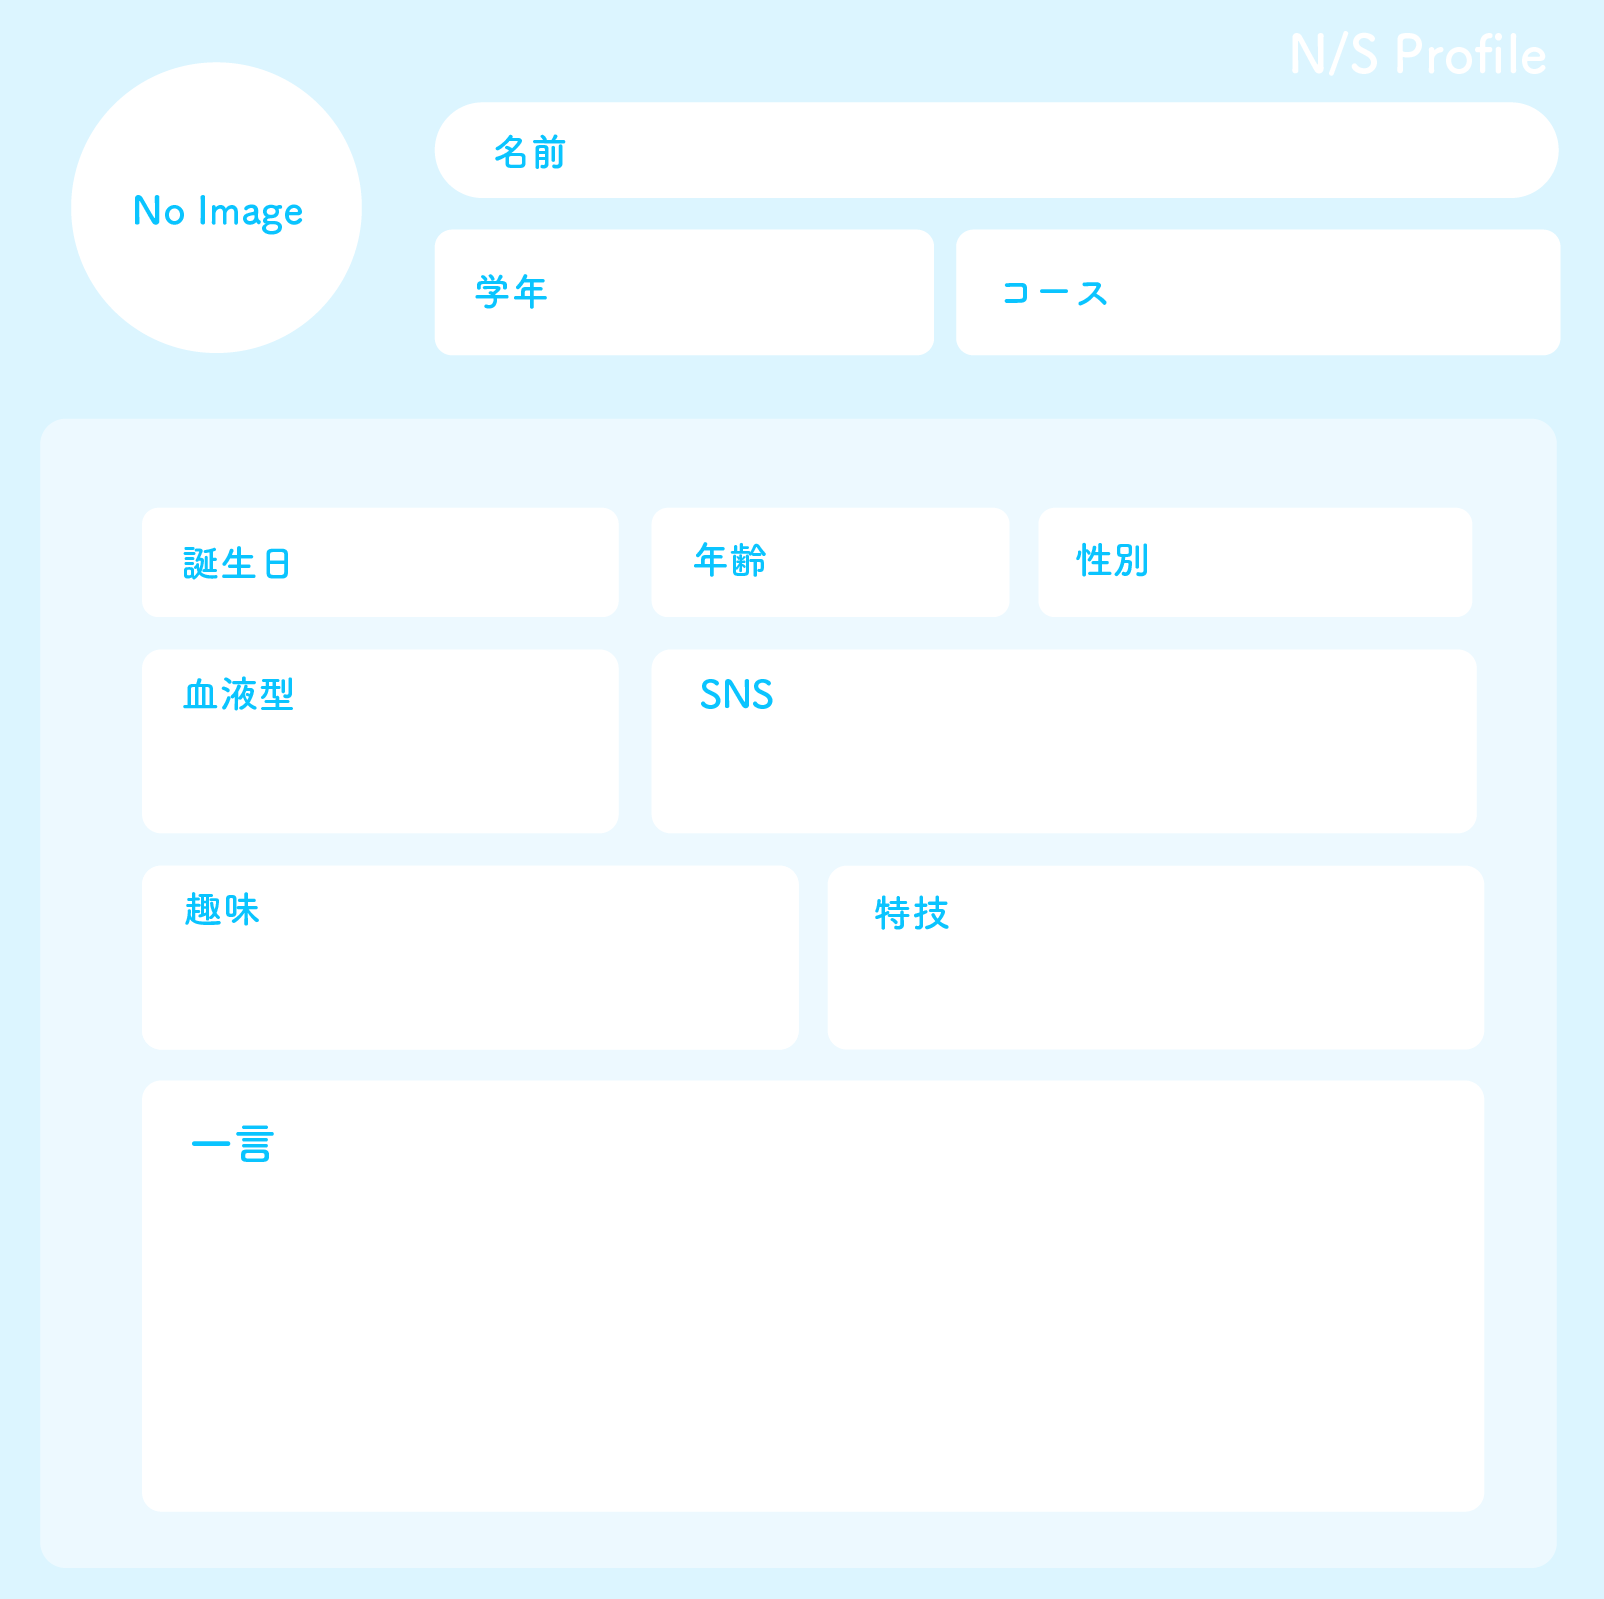 N/S Profile
No Image
名前
学年
コース
誕生日
年齢
性別
血液型
SNS
趣味
特技
一言